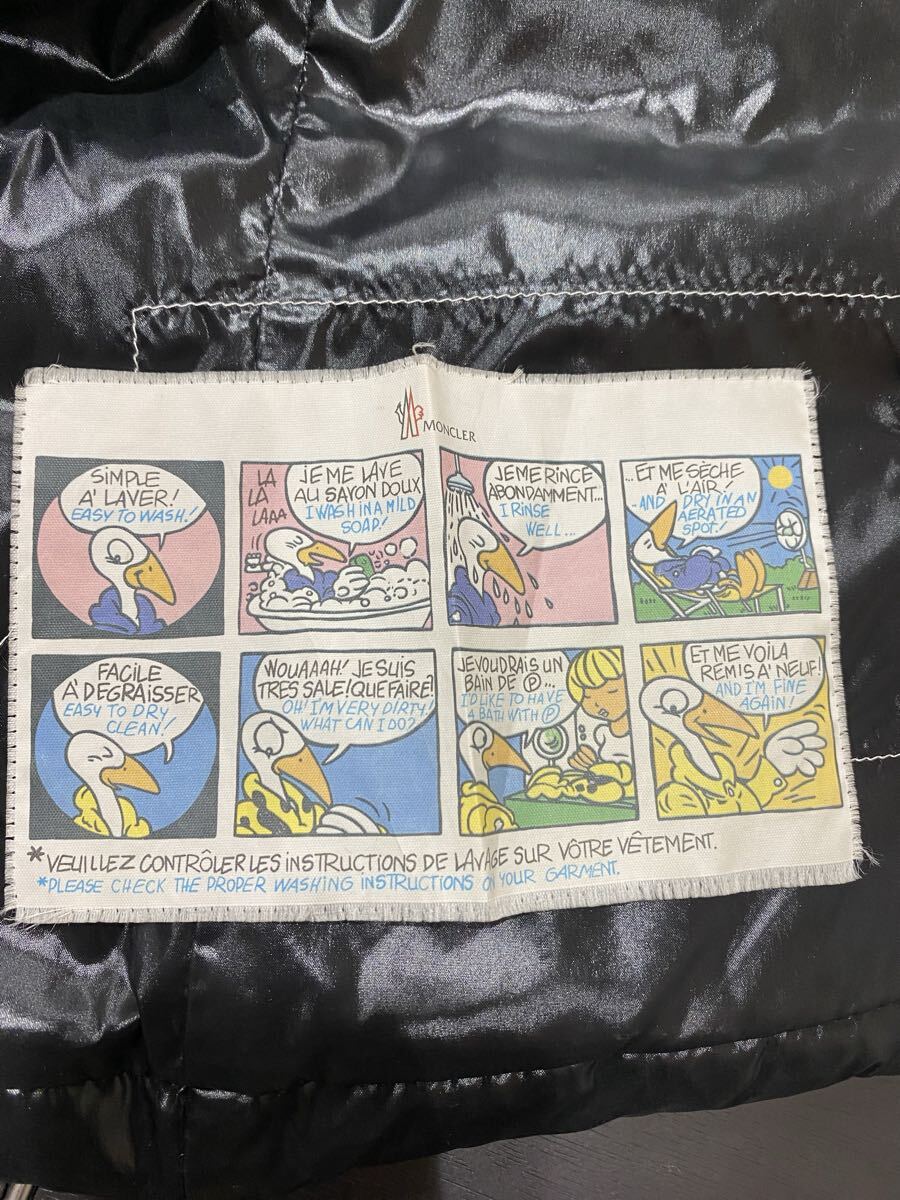 MONCLER
SIMPLE
A' LAVER!
EASY TO WASH!
LA
LÀ
LAAA
JE ME LAVE
AU SAVON DOUX
I WASH IN A MILD
SOAP!
JE ME RINCE
ABONDAMMENT...
I RINSE
WELL...
...ET ME SÈCHE
A' L'AIR!
...AND DRY IN AN
AERATED
SPOT!
FACILE
A' DEGRAISSER
EASY TO DRY
CLEAN!
WOUAAAH! JE SUIS
TRES SALE! QUE FAIRE?
OH! I'M VERY DIRTY!
WHAT CAN I DO?
JE VOUDRAIS UN
BAIN DE Ⓟ...
I'D LIKE TO HAVE
A BATH WITH Ⓟ
ET ME VOILA
REMIS A' NEUF!
AND I'M FINE
AGAIN!
*VEUILLEZ CONTRÔLER LES INSTRUCTIONS DE LAVAGE SUR VÔTRE VÊTEMENT.
*PLEASE CHECK THE PROPER WASHING INSTRUCTIONS ON YOUR GARMENT.